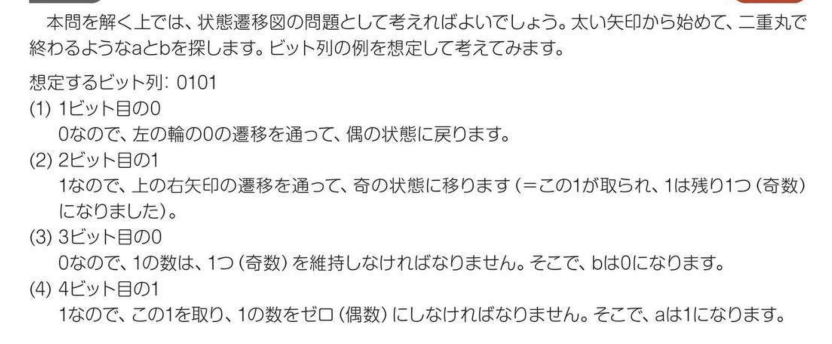 本問を解く上では、状態遷移図の問題として考えればよいでしょう。太い矢印から始めて、二重丸で
終わるようなaとbを探します。ビット列の例を想定して考えてみます。
想定するビット列: 0101
(1) 1ビット目の0
0なので、左の輪の0の遷移を通って、偶の状態に戻ります。
(2) 2ビット目の1
1なので、上の右矢印の遷移を通って、奇の状態に移ります(=この1が取られ、1は残り1つ(奇数)
になりました)。
(3) 3ビット目の0
0なので、1の数は、1つ(奇数)を維持しなければなりません。そこで、bは0になります。
(4) 4ビット目の1
1なので、この1を取り、1の数をゼロ(偶数)にしなければなりません。そこで、aは1になります。